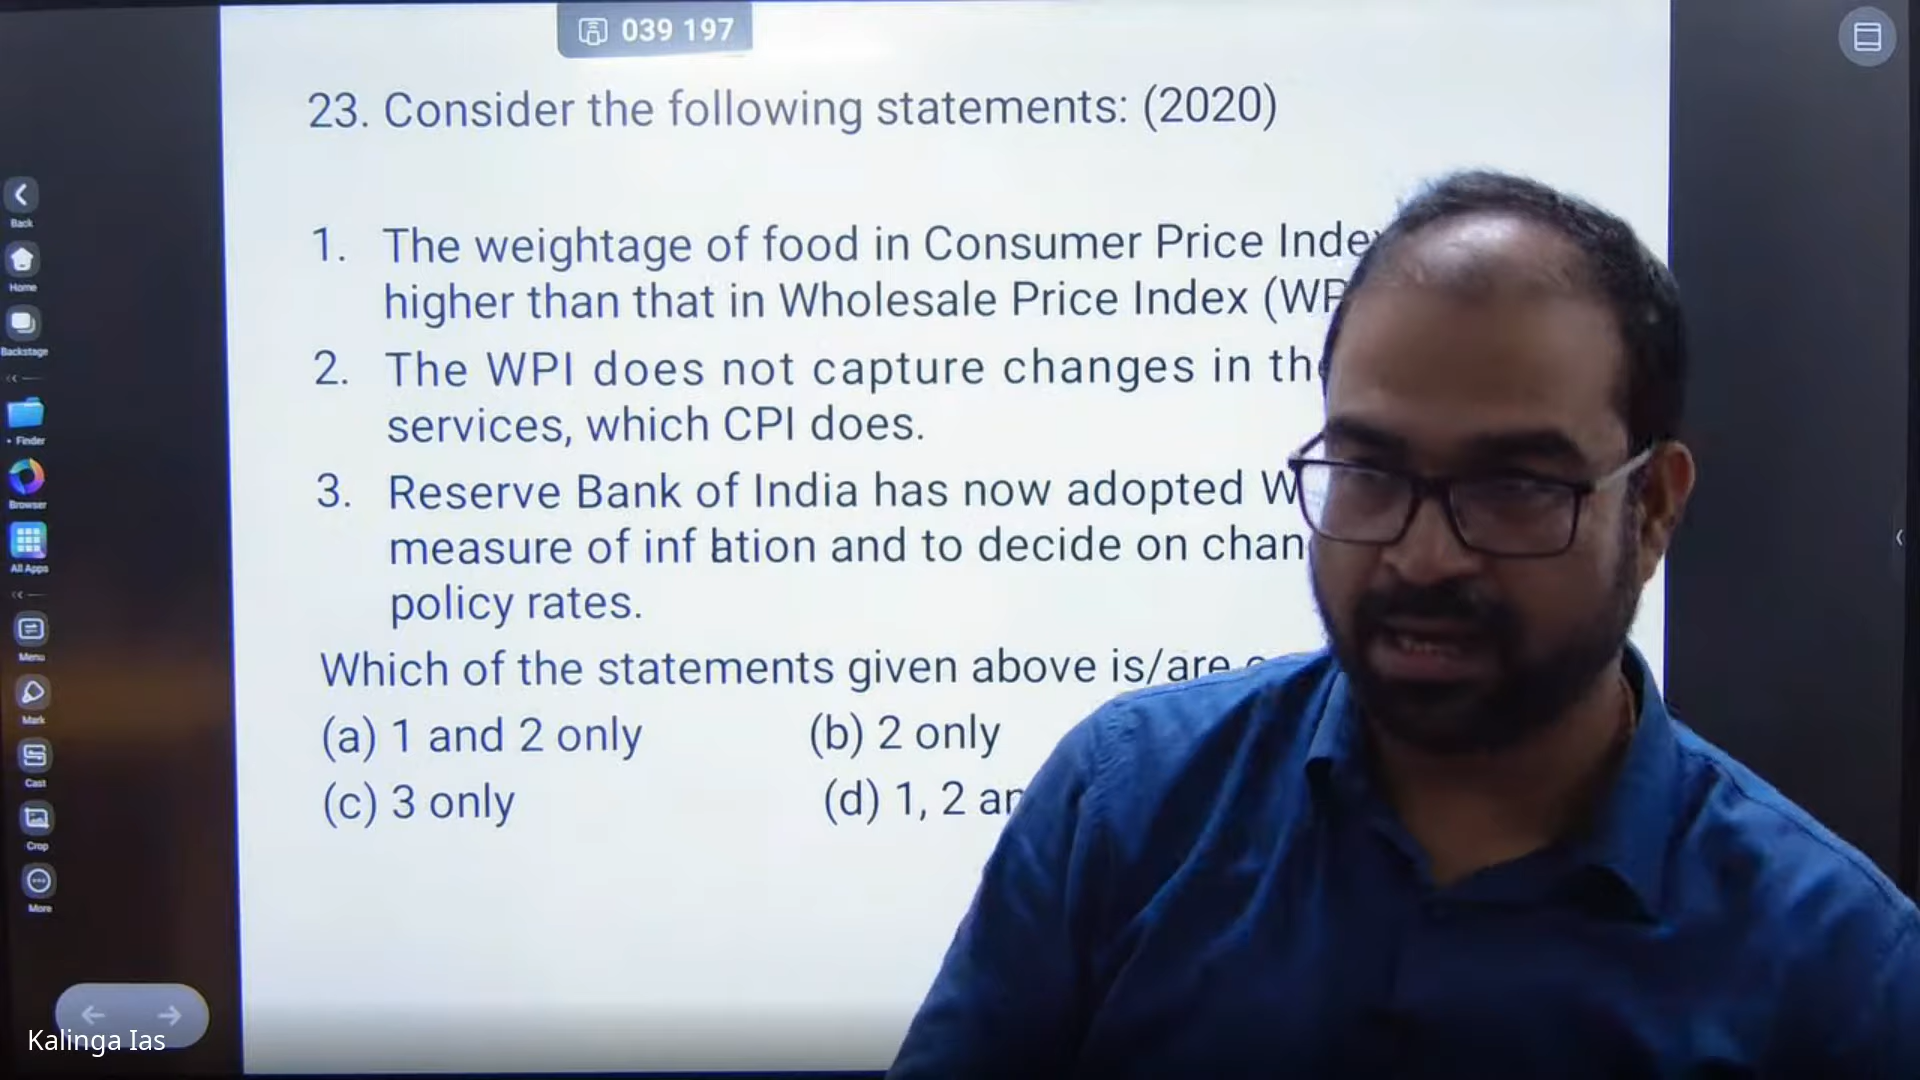 039 197
23. Consider the following statements: (2020)
1. The weightage of food in Consumer Price Index
higher than that in Wholesale Price Index
2. The WPI does not capture changes in
services, which CPI does.
3. Reserve Bank of India has now adopted
measure of inf ation and to decide on
policy rates.
Which of the statements given above is/are
(a) 1 and 2 only (b) 2 only
(c) 3 only (d) 1, 2
Back
Home
Backstage
Finder
Browser
All Apps
Menu
Mark
Cast
Crop
More
Kalinga Ias